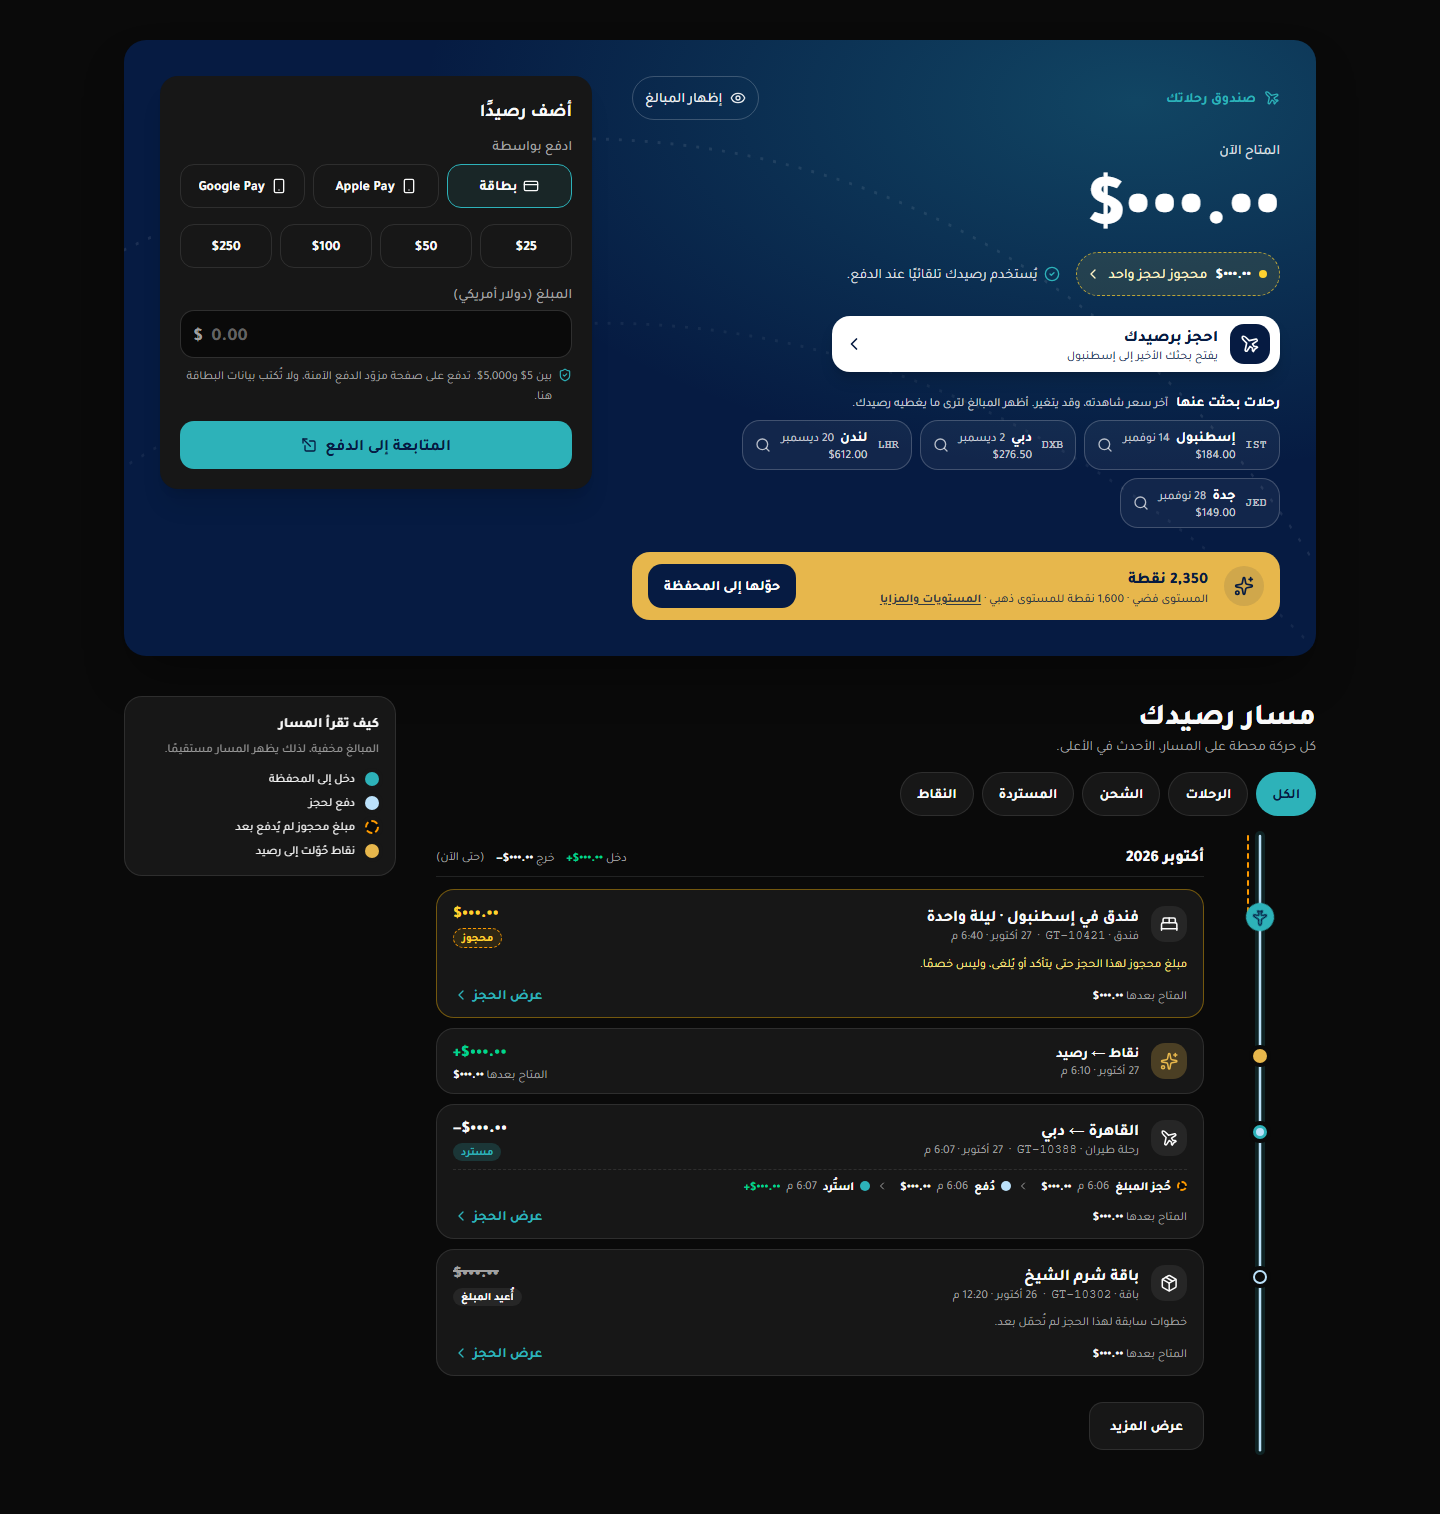 صندوق رحلاتك
إظهار المبالغ
المتاح الآن
$•••.••
$•••.•• محجوز لحجز واحد
يُستخدم رصيدك تلقائيًا عند الدفع.
احجز برصيدك
يفتح بحثك الأخير إلى إسطنبول
رحلات بحثت عنها آخر سعر شاهدته، وقد يتغير. أظهر المبالغ لترى ما يغطيه رصيدك.
IST إسطنبول 14 نوفمبر
$184.00
DXB دبي 2 ديسمبر
$276.50
LHR لندن 20 ديسمبر
$612.00
JED جدة 28 نوفمبر
$149.00
2,350 نقطة
المستوى فضي · 1,600 نقطة للمستوى ذهبي · المستويات والمزايا
حوّلها إلى المحفظة
أضف رصيدًا
ادفع بواسطة
بطاقة
Apple Pay
Google Pay
$25
$50
$100
$250
المبلغ (دولار أمريكي)
$ 0.00
بين 5$ و5,000$. تدفع على صفحة مزوّد الدفع الآمنة، ولا تُكتب بيانات البطاقة
هنا.
المتابعة إلى الدفع
مسار رصيدك
كل حركة محطة على المسار، الأحدث في الأعلى.
الكل
الرحلات
الشحن
المستردة
النقاط
أكتوبر 2026
دخل +$•••.•• خرج −$•••.•• (حتى الآن)
فندق في إسطنبول · ليلة واحدة
فندق · GT-10421 · 27 أكتوبر · 6:40 م
$•••.••
محجوز
مبلغ محجوز لهذا الحجز حتى يتأكد أو يُلغى، وليس خصمًا.
المتاح بعدها $•••.••
عرض الحجز
نقاط ← رصيد
27 أكتوبر · 6:10 م
+$•••.••
المتاح بعدها $•••.••
القاهرة ← دبي
رحلة طيران · GT-10388 · 27 أكتوبر · 6:07 م
−$•••.••
مسترد
حُجز المبلغ 6:06 م $•••.••
دُفع 6:06 م $•••.••
استُرد 6:07 م +$•••.••
المتاح بعدها $•••.••
عرض الحجز
باقة شرم الشيخ
باقة · GT-10302 · 26 أكتوبر · 12:20 م
$•••.••
أُعيد المبلغ
خطوات سابقة لهذا الحجز لم تُحمّل بعد.
المتاح بعدها $•••.••
عرض الحجز
عرض المزيد
كيف تقرأ المسار
المبالغ مخفية، لذلك يظهر المسار مستقيمًا.
دخل إلى المحفظة
دفع لحجز
مبلغ محجوز لم يُدفع بعد
نقاط حُوّلت إلى رصيد